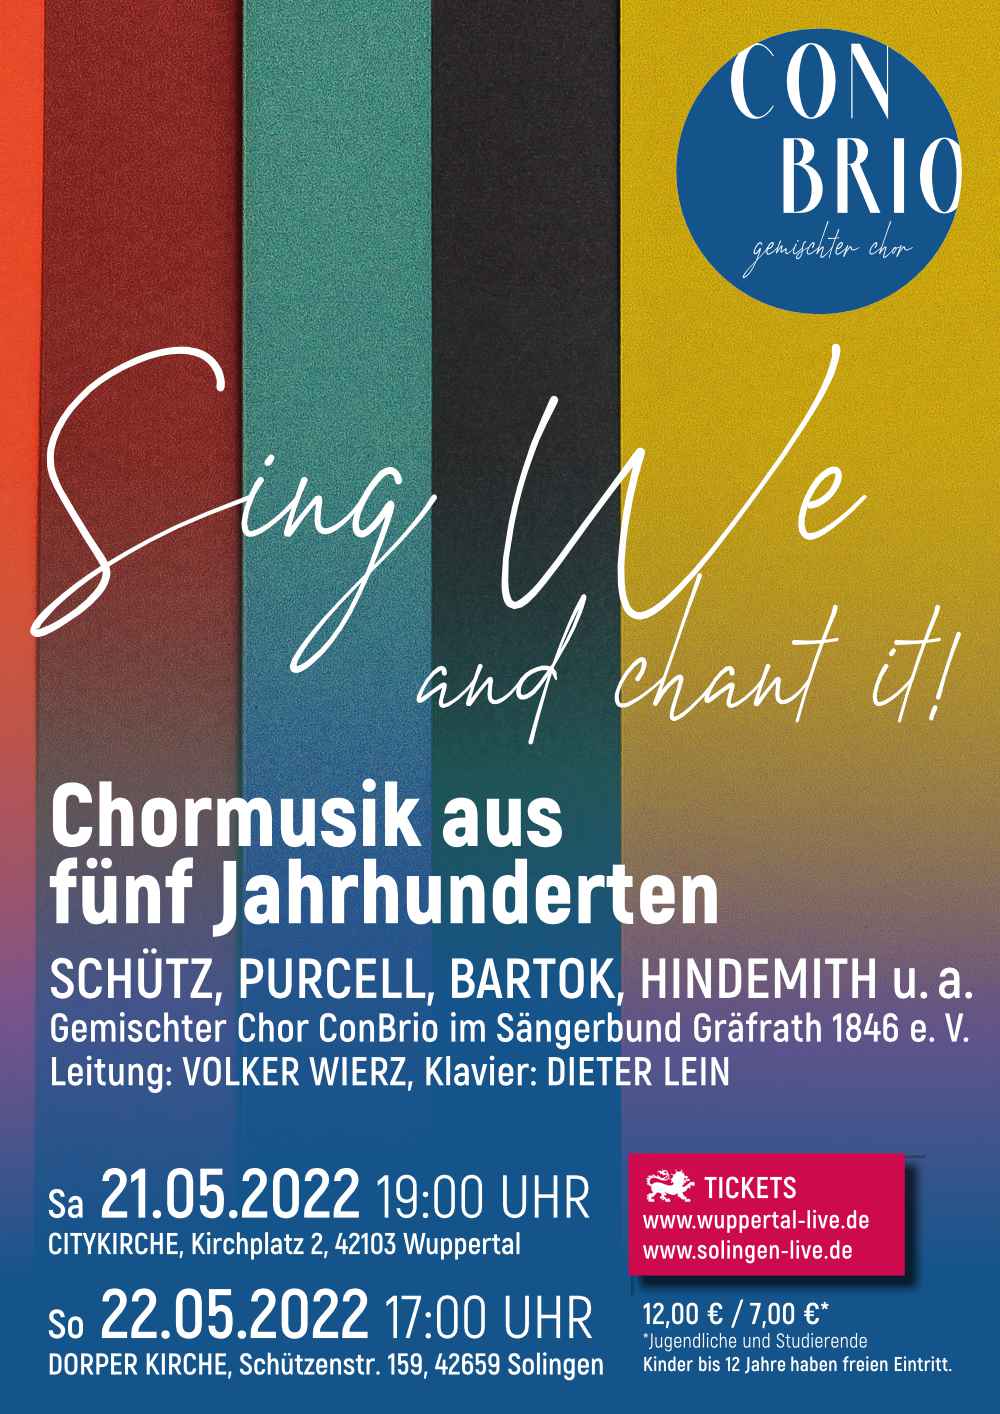 CON
BRIO
gemischter chor
Sing We
and chant it!
Chormusik aus
fünf Jahrhunderten
SCHÜTZ, PURCELL, BARTOK, HINDEMITH u. a.
Gemischter Chor ConBrio im Sängerbund Gräfrath 1846 e. V.
Leitung: VOLKER WIERZ, Klavier: DIETER LEIN
Sa 21.05.2022 19:00 UHR
CITYKIRCHE, Kirchplatz 2, 42103 Wuppertal
So 22.05.2022 17:00 UHR
DORPER KIRCHE, Schützenstr. 159, 42659 Solingen
TICKETS
www.wuppertal-live.de
www.solingen-live.de
12,00 € / 7,00 €*
*Jugendliche und Studierende
Kinder bis 12 Jahre haben freien Eintritt.